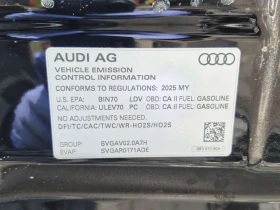 AUDI AG
VEHICLE EMISSION
CONTROL INFORMATION
CONFORMS TO REGULATIONS: 2025 MY
U.S. EPA: BIN70 LDV OBD: CA II FUEL: GASOLINE
CALIFORNIA: ULEV70 PC OBD: CA II FUEL: GASOLINE
NO ADJUSTMENTS NEEDED.
DFI/TC/CAC/TWC/WR-HO2S/HO2S
GROUP: SVGAV02.0A7H
EVAP: SVGAR0171ADE